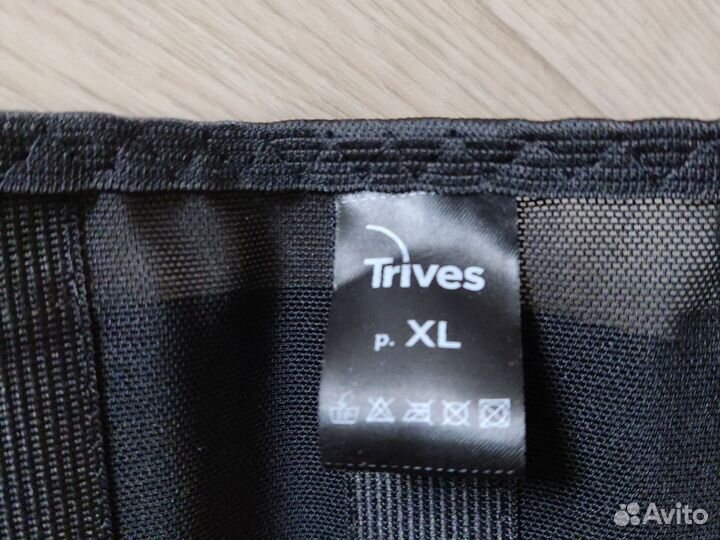 Trives
р. XL
Avito